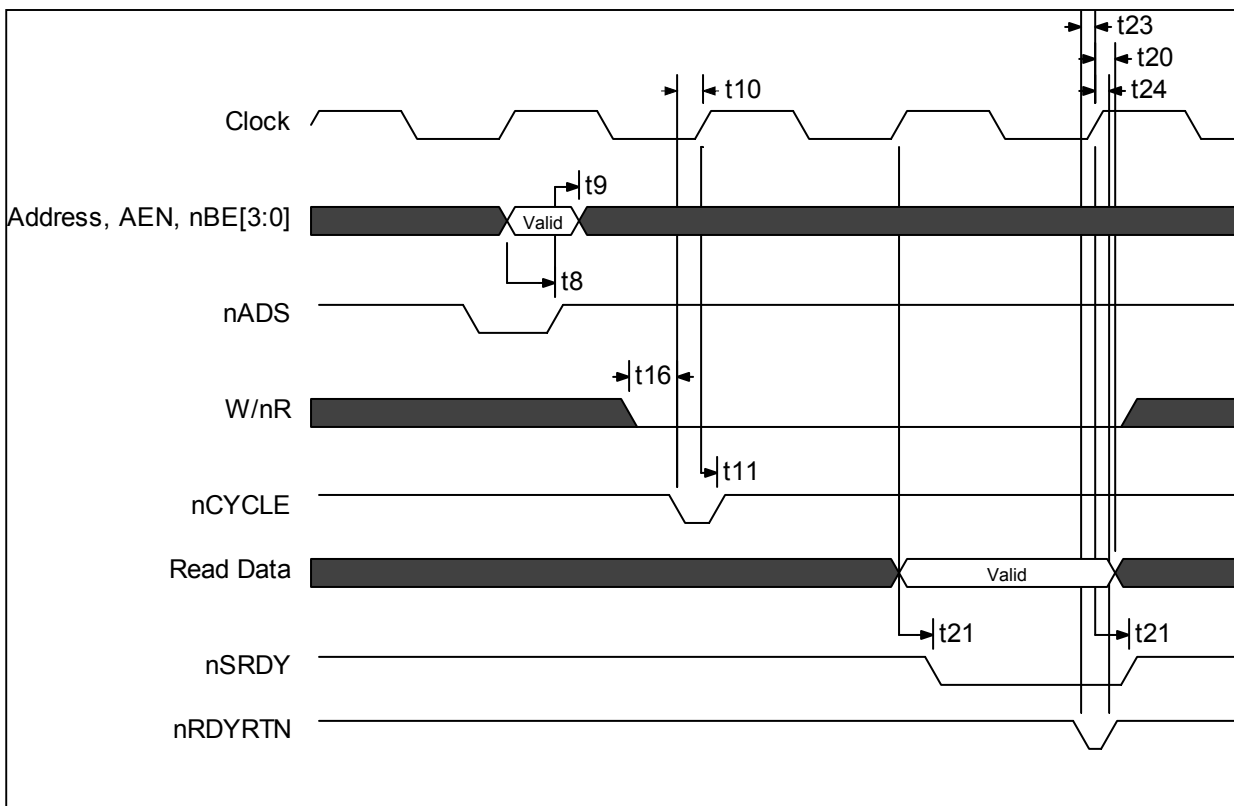 t23
t20
t10
t24
Clock
t9
Address, AEN, nBE[3:0]
Valid
t8
nADS
t16
W/nR
t11
nCYCLE
Read Data
Valid
t21
t21
nSRDY
nRDYRTN